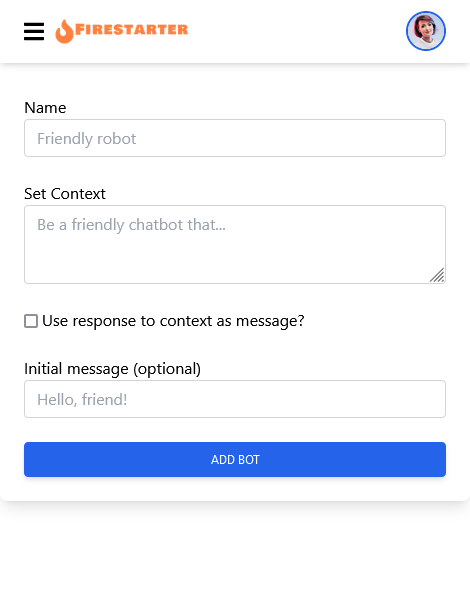 FIRESTARTER
Name
Friendly robot
Set Context
Be a friendly chatbot that...
Use response to context as message?
Initial message (optional)
Hello, friend!
ADD BOT